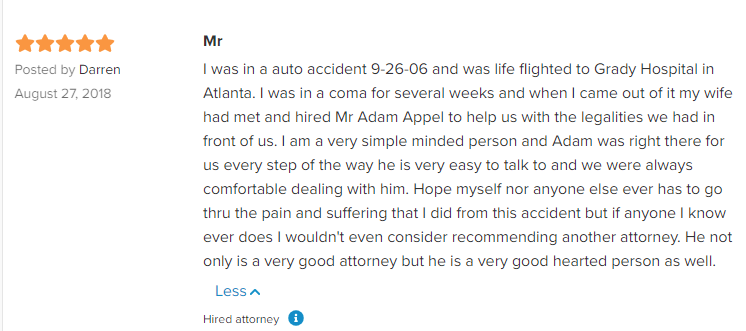 Mr
Posted by Darren
August 27, 2018
I was in a auto accident 9-26-06 and was life flighted to Grady Hospital in
Atlanta. I was in a coma for several weeks and when I came out of it my wife
had met and hired Mr Adam Appel to help us with the legalities we had in
front of us. I am a very simple minded person and Adam was right there for
us every step of the way he is very easy to talk to and we were always
comfortable dealing with him. Hope myself nor anyone else ever has to go
thru the pain and suffering that I did from this accident but if anyone I know
ever does I wouldn't even consider recommending another attorney. He not
only is a very good attorney but he is a very good hearted person as well.
Less
Hired attorney